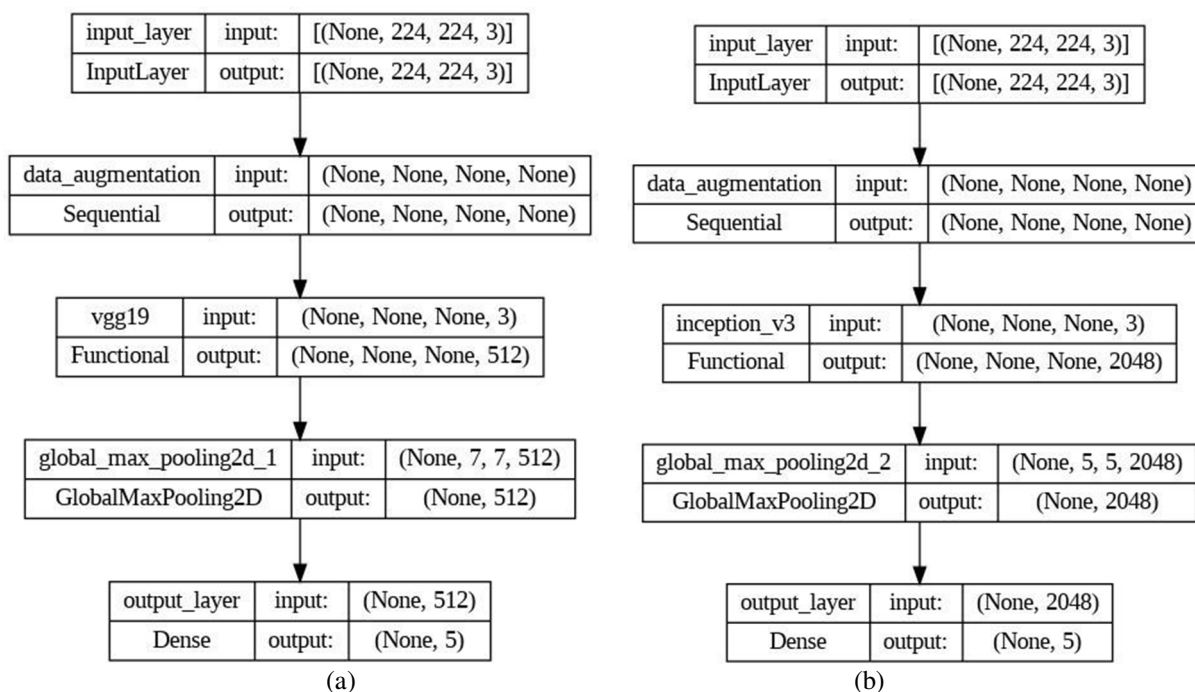 input_layer input: [(None, 224, 224, 3)]
InputLayer output: [(None, 224, 224, 3)]
data_augmentation input: (None, None, None, None)
Sequential output: (None, None, None, None)
vgg19 input: (None, None, None, 3)
Functional output: (None, None, None, 512)
global_max_pooling2d_1 input: (None, 7, 7, 512)
GlobalMaxPooling2D output: (None, 512)
output_layer input: (None, 512)
Dense output: (None, 5)
(a)
input_layer input: [(None, 224, 224, 3)]
InputLayer output: [(None, 224, 224, 3)]
data_augmentation input: (None, None, None, None)
Sequential output: (None, None, None, None)
inception_v3 input: (None, None, None, 3)
Functional output: (None, None, None, 2048)
global_max_pooling2d_2 input: (None, 5, 5, 2048)
GlobalMaxPooling2D output: (None, 2048)
output_layer input: (None, 2048)
Dense output: (None, 5)
(b)